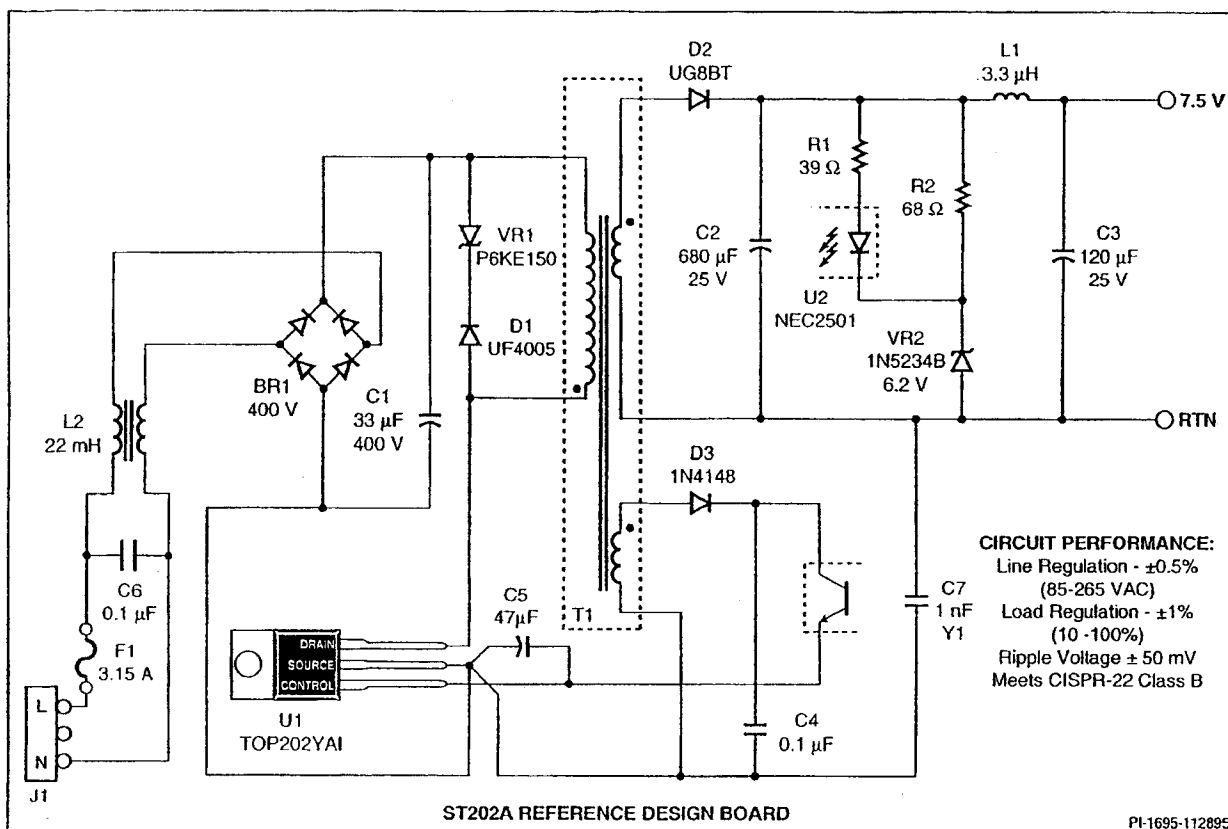 D2
UG8BT
L1
3.3 µH
7.5 V
R1
39 Ω
R2
68 Ω
VR1
P6KE150
C2
680 µF
25 V
C3
120 µF
25 V
U2
NEC2501
D1
UF4005
VR2
1N5234B
6.2 V
BR1
400 V
C1
33 µF
400 V
L2
22 mH
RTN
D3
1N4148
C6
0.1 µF
C5
47µF
T1
C7
1 nF
Y1
CIRCUIT PERFORMANCE:
Line Regulation - ±0.5%
(85-265 VAC)
Load Regulation - ±1%
(10 -100%)
Ripple Voltage ± 50 mV
Meets CISPR-22 Class B
F1
3.15 A
DRAIN
SOURCE
CONTROL
U1
TOP202YAI
C4
0.1 µF
L
N
J1
ST202A REFERENCE DESIGN BOARD
PI-1695-112895